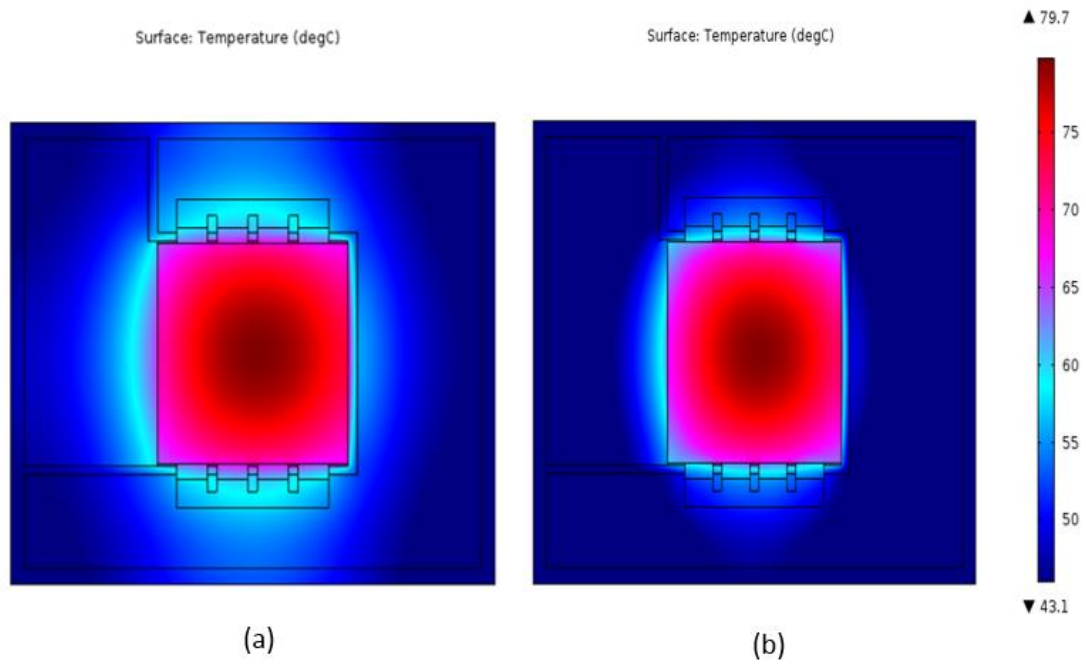 Surface: Temperature (degC)
Surface: Temperature (degC)
▲ 79.7
75
70
65
60
55
50
▼ 43.1
(a)
(b)